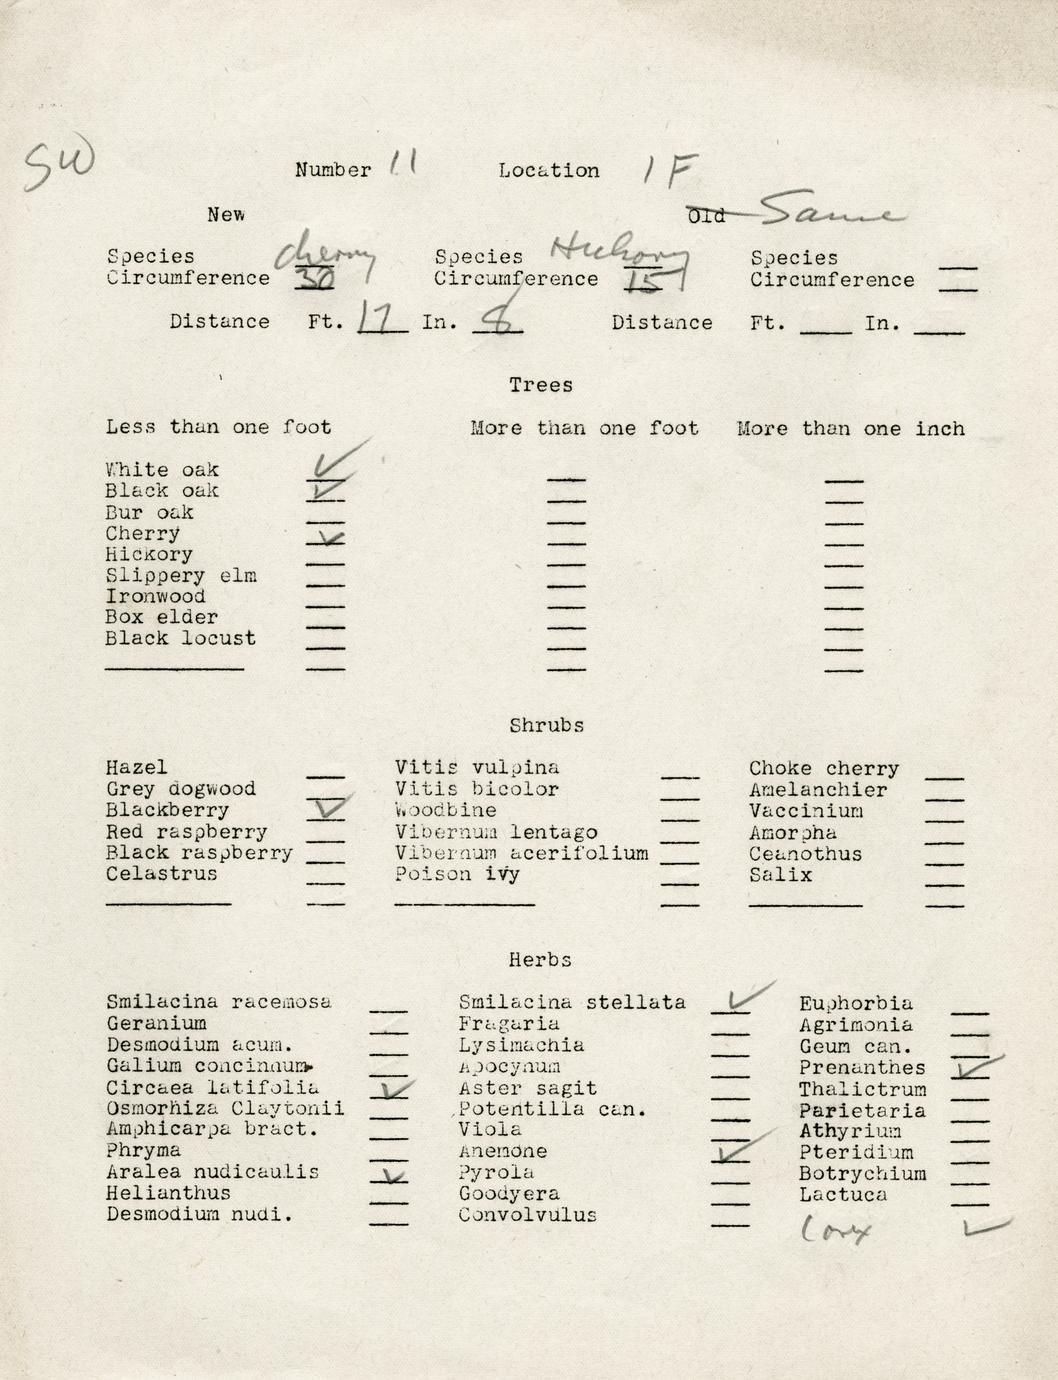 SW
Number 11 Location 1 F
New Old Same
Species Cherry Species Hickory Species
Circumference 30 Circumference 15 Circumference
Distance Ft. 17 In. 8 Distance Ft. In.
Trees
Less than one foot More than one foot More than one inch
White oak ✓
Black oak ✓
Bur oak
Cherry ✓
Hickory
Slippery elm
Ironwood
Box elder
Black locust
Shrubs
Hazel Vitis vulpina Choke cherry
Grey dogwood Vitis bicolor Amelanchier
Blackberry ✓ Woodbine Vaccinium
Red raspberry Vibernum lentago Amorpha
Black raspberry Vibernum acerifolium Ceanothus
Celastrus Poison ivy Salix
Herbs
Smilacina racemosa Smilacina stellata ✓ Euphorbia
Geranium Fragaria Agrimonia
Desmodium acum. Lysimachia Geum can.
Galium concinnum Apocynum Prenanthes ✓
Circaea latifolia ✓ Aster sagit Thalictrum
Osmorhiza Claytonii Potentilla can. Parietaria
Amphicarpa bract. Viola Athyrium
Phryma Anemone ✓ Pteridium
Aralea nudicaulis ✓ Pyrola Botrychium
Helianthus Goodyera Lactuca
Desmodium nudi. Convolvulus Carex ✓